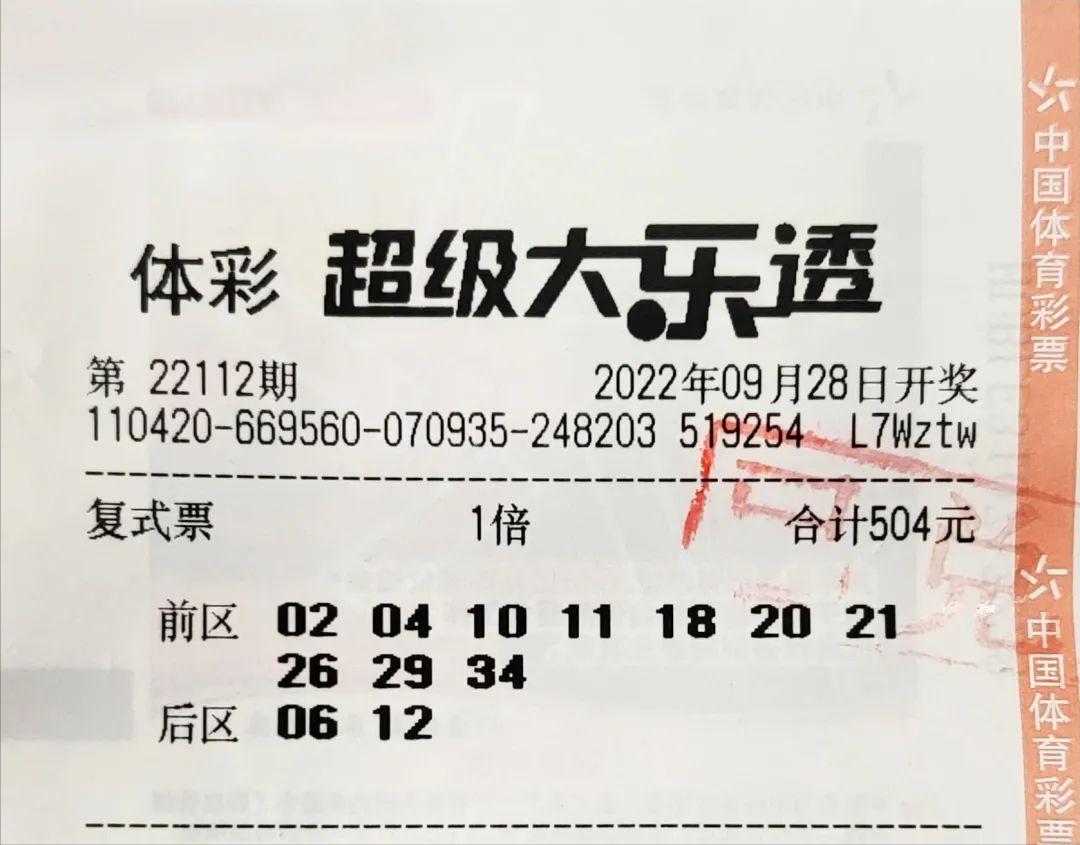 体彩 超级大乐透
第 22112期 2022年09月28日开奖
110420-669560-070935-248203 519254 L7Wztw
复式票 1倍 合计504元
前区 02 04 10 11 18 20 21
26 29 34
后区 06 12
中国体育彩票
中国体育彩票